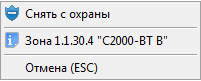 Снять с охраны
Зона 1.1.30.4 "С2000-ВТ В"
Отмена (ESC)